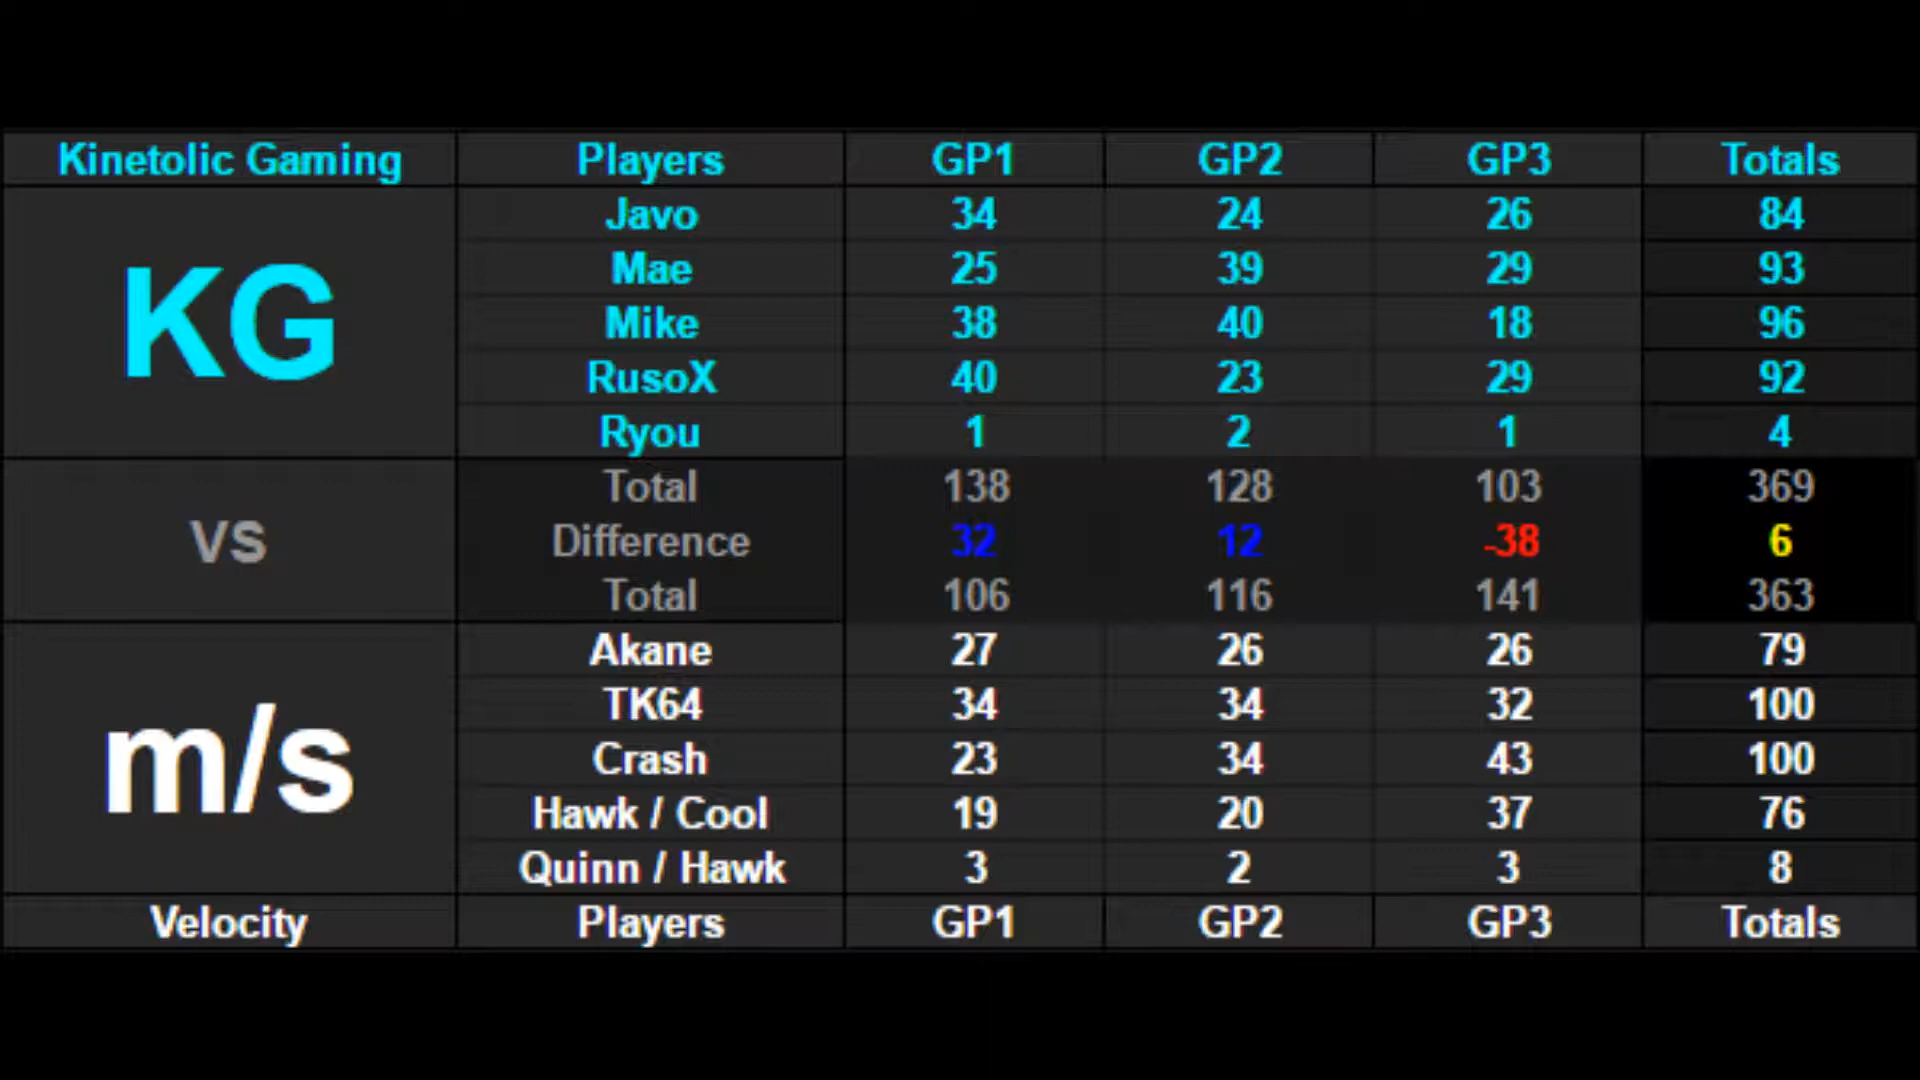 Kinetolic Gaming Players GP1 GP2 GP3 Totals
KG
Javo 34 24 26 84
Mae 25 39 29 93
Mike 38 40 18 96
RusoX 40 23 29 92
Ryou 1 2 1 4
vs
Total 138 128 103 369
Difference 32 12 -38 6
Total 106 116 141 363
m/s
Akane 27 26 26 79
TK64 34 34 32 100
Crash 23 34 43 100
Hawk / Cool 19 20 37 76
Quinn / Hawk 3 2 3 8
Velocity Players GP1 GP2 GP3 Totals